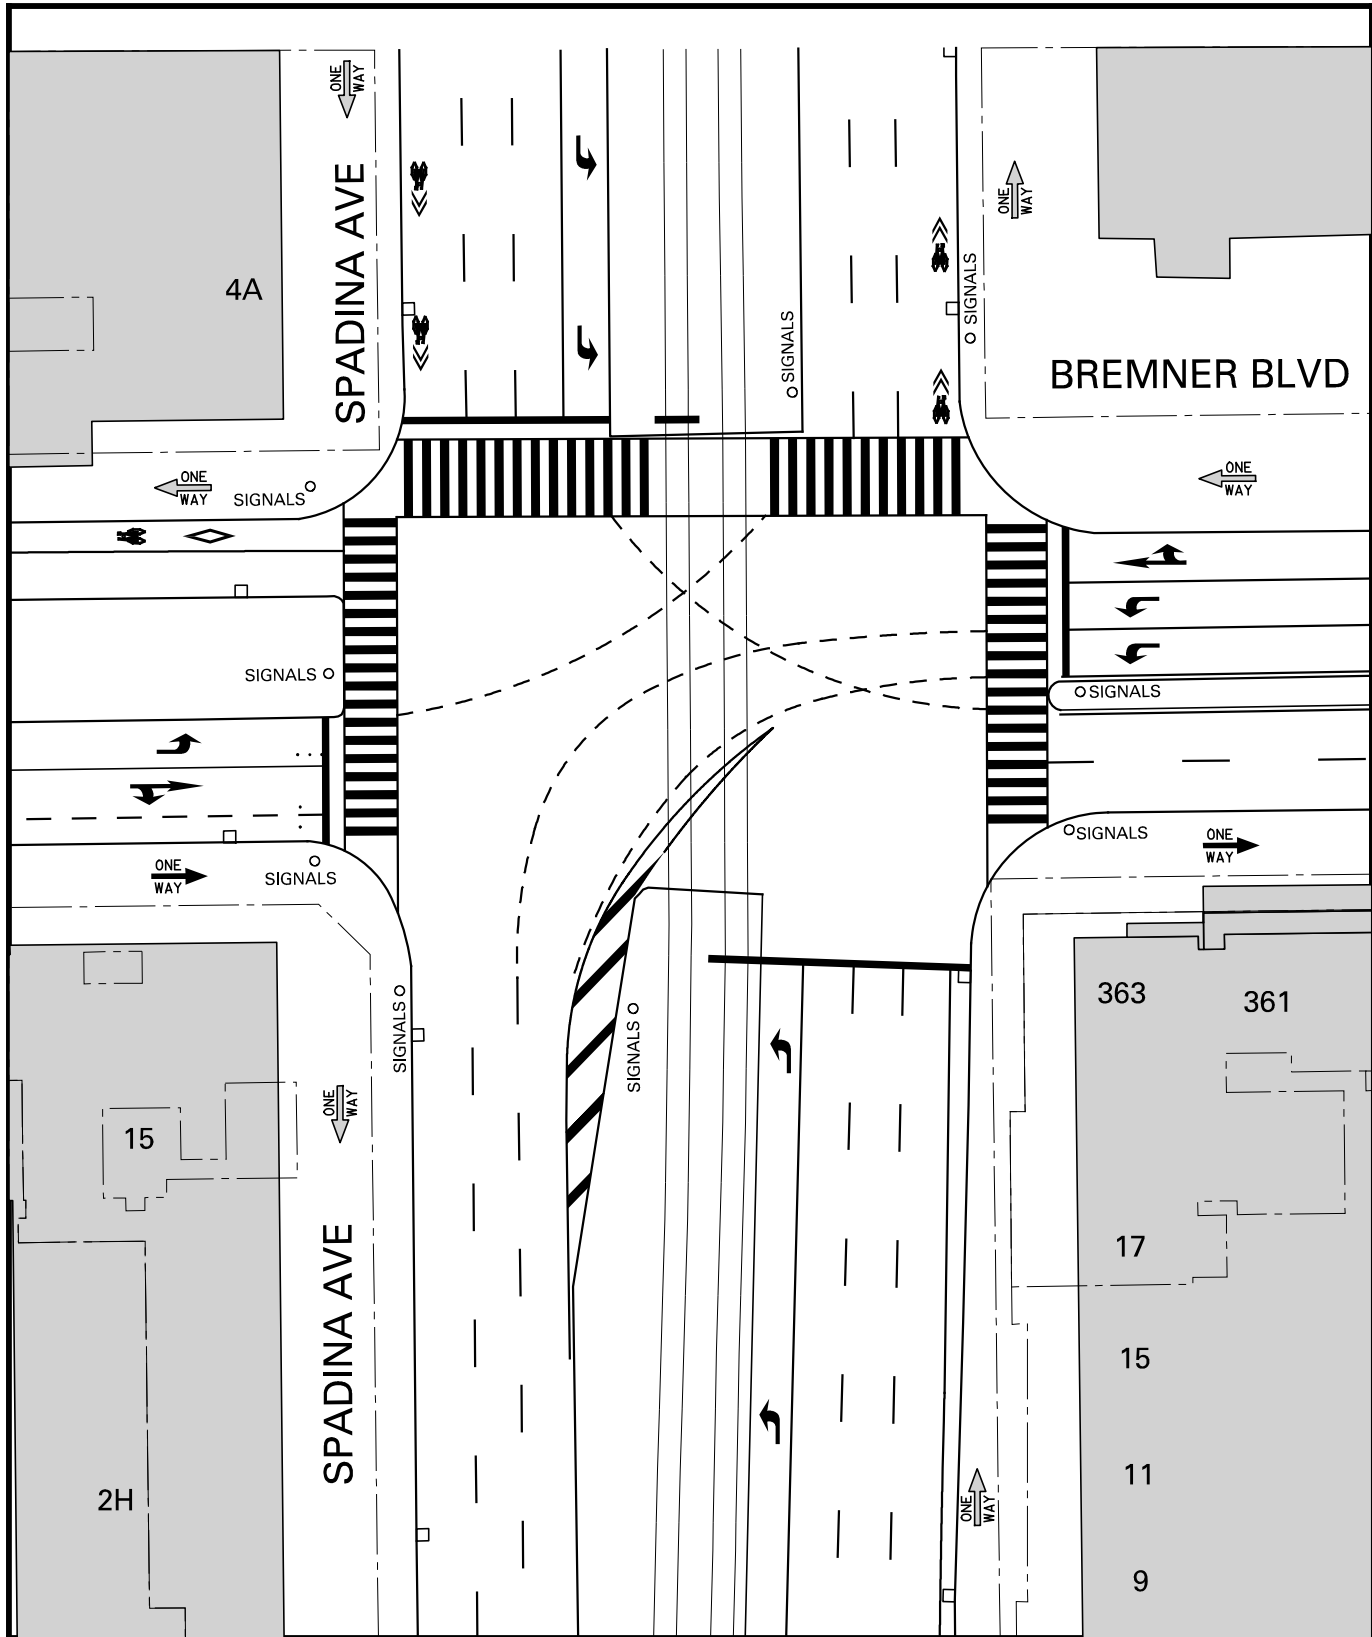 ONE
WAY
SPADINA AVE
4A
ONE
WAY
SIGNALS
SIGNALS
BREMNER BLVD
ONE
WAY
SIGNALS
ONE
WAY
SIGNALS
SIGNALS
SIGNALS
ONE
WAY
SIGNALS
ONE
WAY
SIGNALS
363
361
SIGNALS
SIGNALS
ONE
WAY
15
17
SPADINA AVE
15
11
2H
ONE
WAY
9